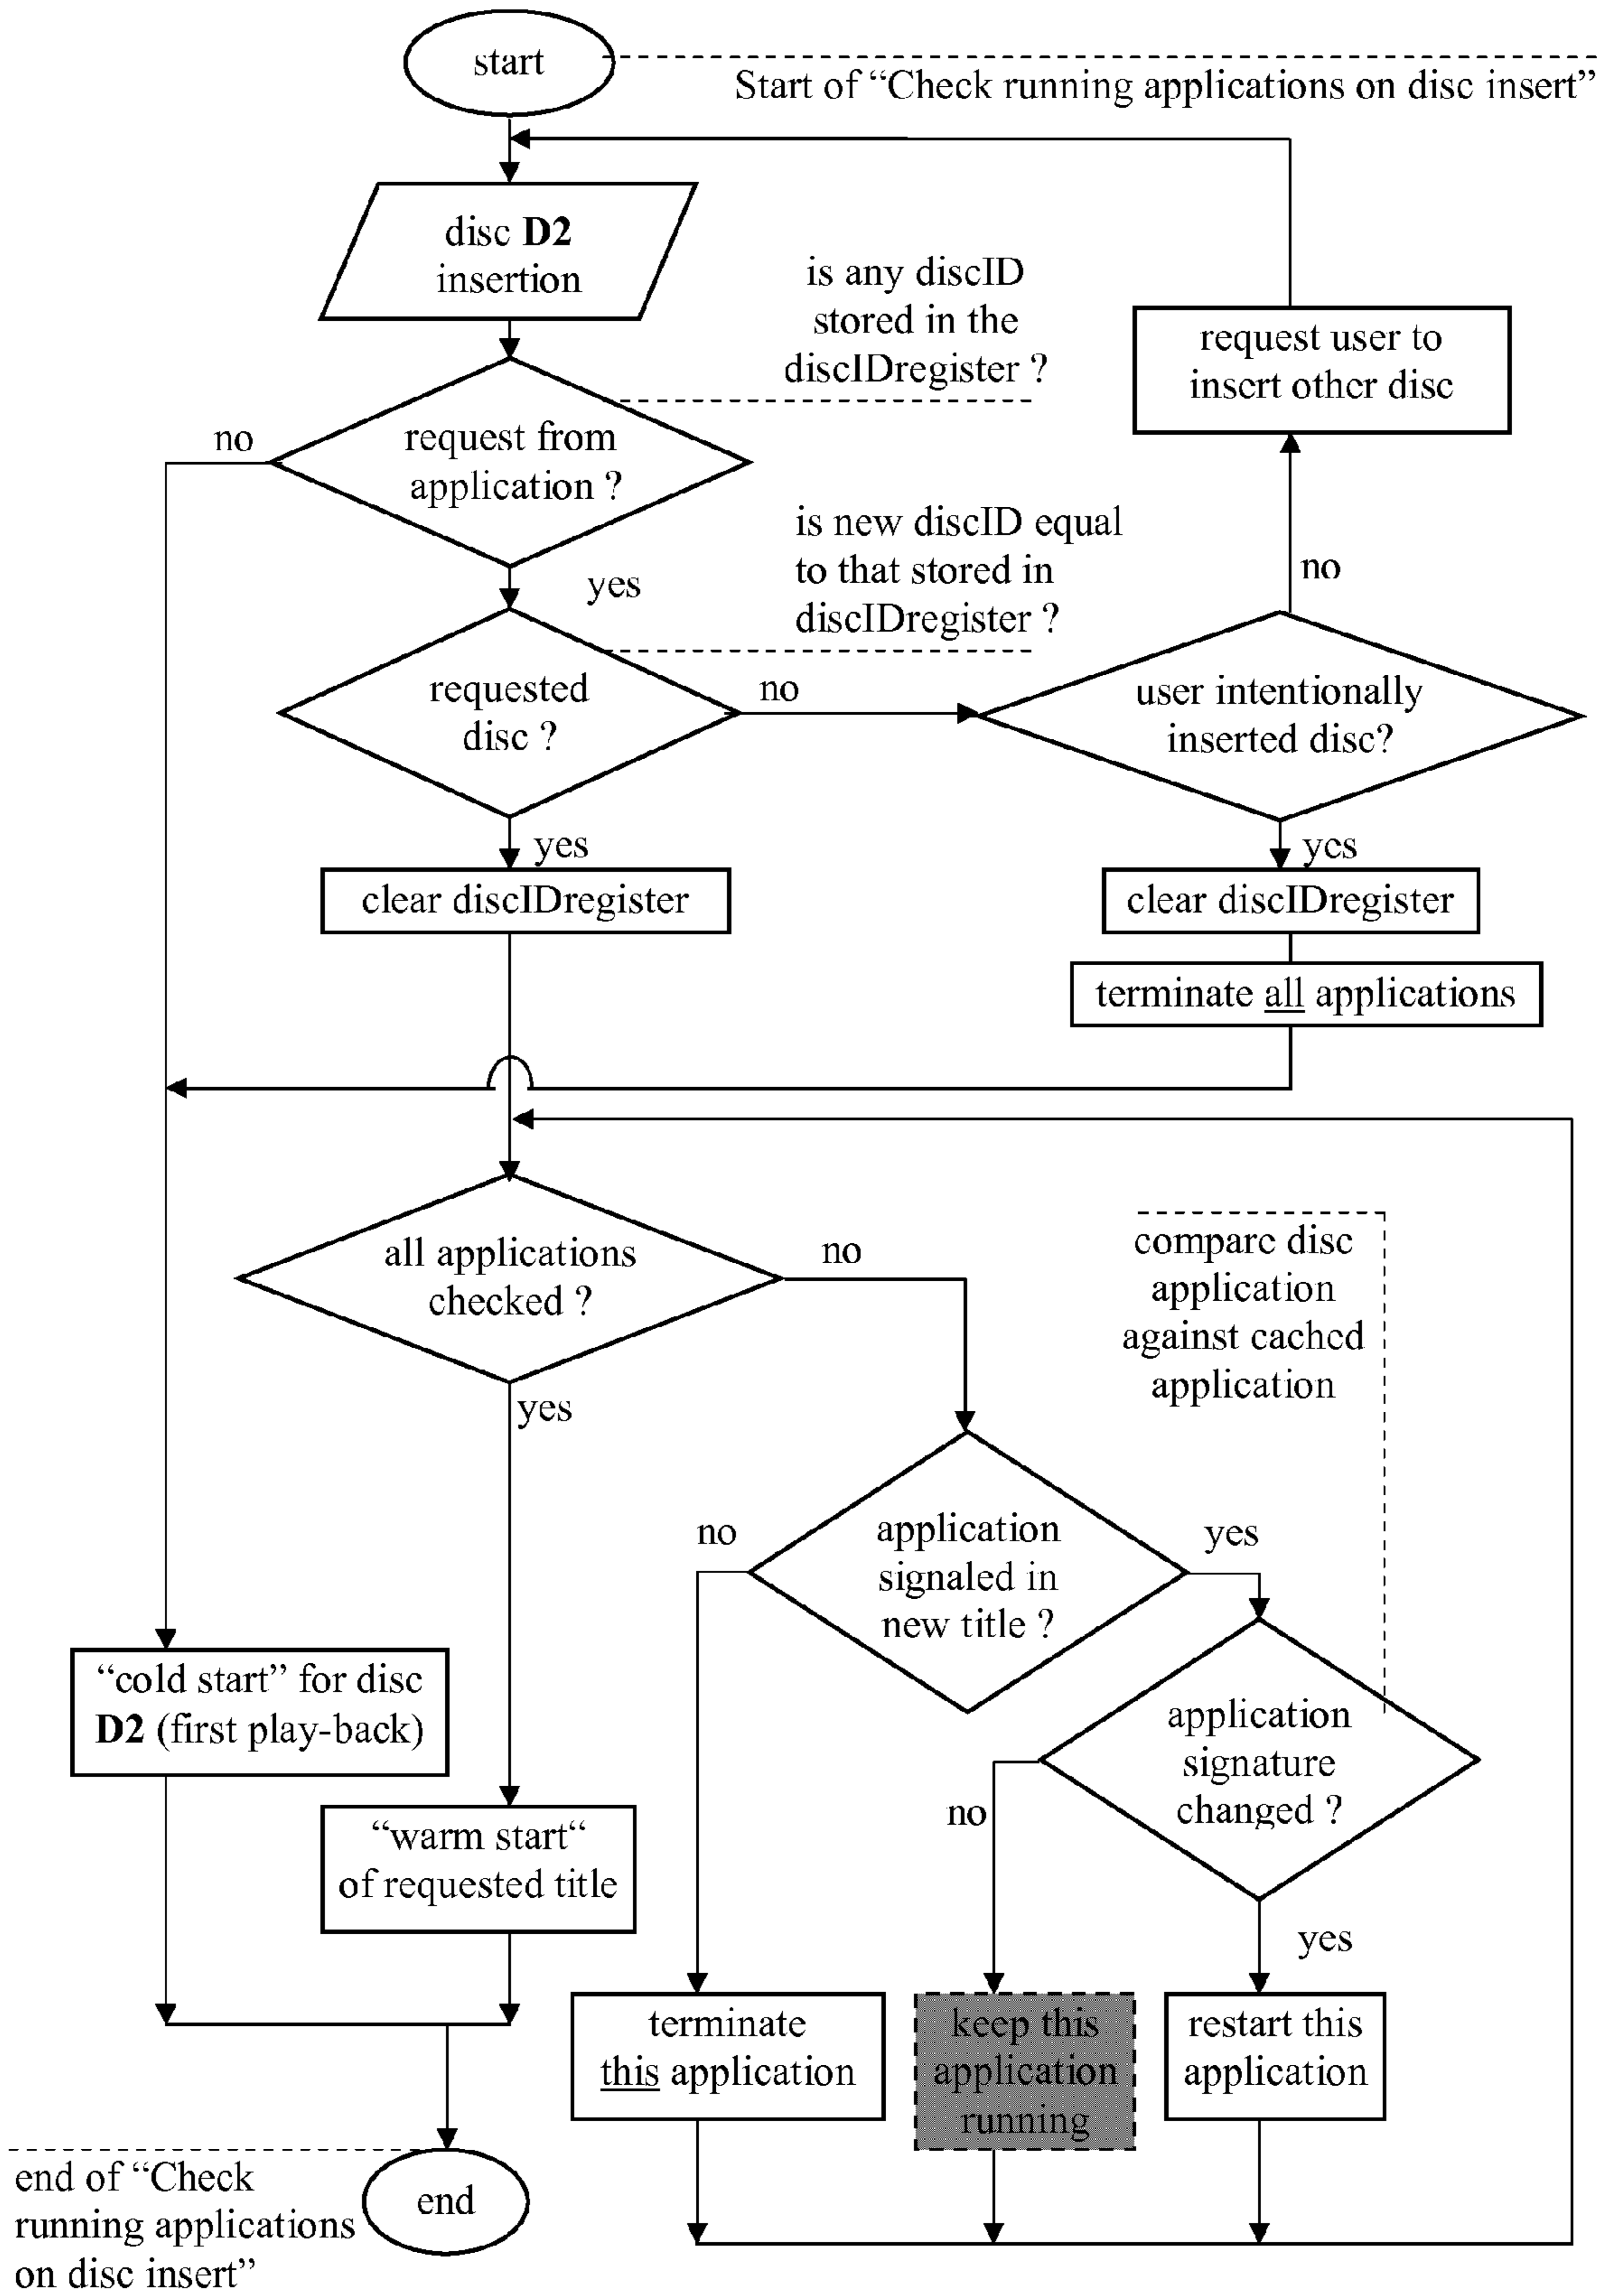 start
Start of “Check running applications on disc insert”
disc D2
insertion
is any discID
stored in the
discIDregister ?
request user to
insert other disc
no
request from
application ?
is new discID equal
to that stored in
discIDregister ?
yes
no
requested
disc ?
no
user intentionally
inserted disc?
yes
yes
clear discIDregister
clear discIDregister
terminate all applications
all applications
checked ?
no
compare disc
application
against cached
application
yes
no
application
signaled in
new title ?
yes
“cold start” for disc
D2 (first play-back)
application
signature
changed ?
no
“warm start“
of requested title
yes
terminate
this application
keep this
application
running
restart this
application
end of “Check
running applications
on disc insert”
end